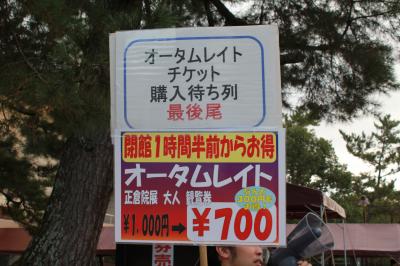 オータムレイト
チケット
購入待ち列
最後尾
閉館1時間半前からお得
オータムレイト
正倉院展 大人 観覧券
¥1,000円→¥700
券売